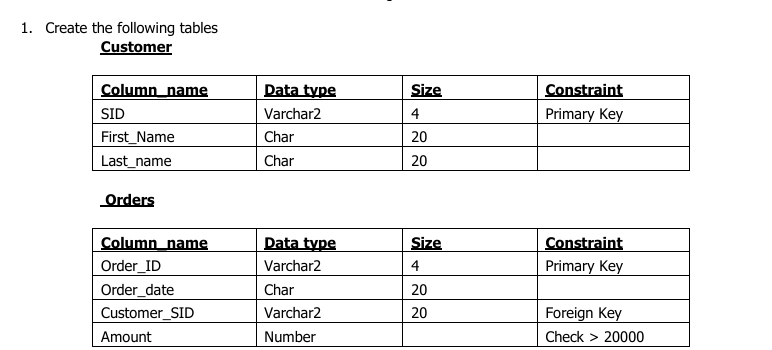 1. Create the following tables
Customer
Column_name Data type Size Constraint
SID Varchar2 4 Primary Key
First_Name Char 20
Last_name Char 20
Orders
Column_name Data type Size Constraint
Order_ID Varchar2 4 Primary Key
Order_date Char 20
Customer_SID Varchar2 20 Foreign Key
Amount Number Check > 20000